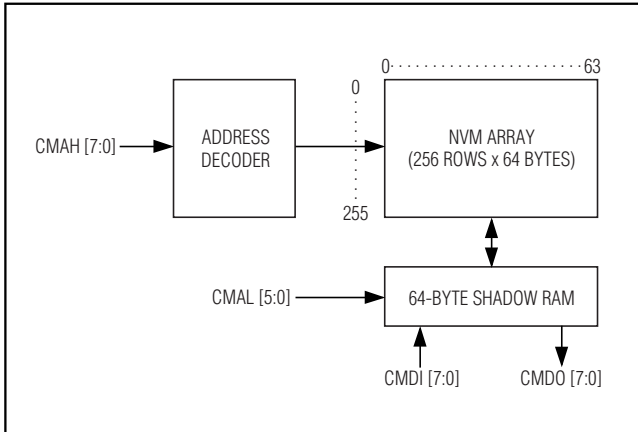 0 63
0
ADDRESS
DECODER
NVM ARRAY
(256 ROWS x 64 BYTES)
CMAH [7:0]
255
CMAL [5:0]
64-BYTE SHADOW RAM
CMDI [7:0]
CMDO [7:0]